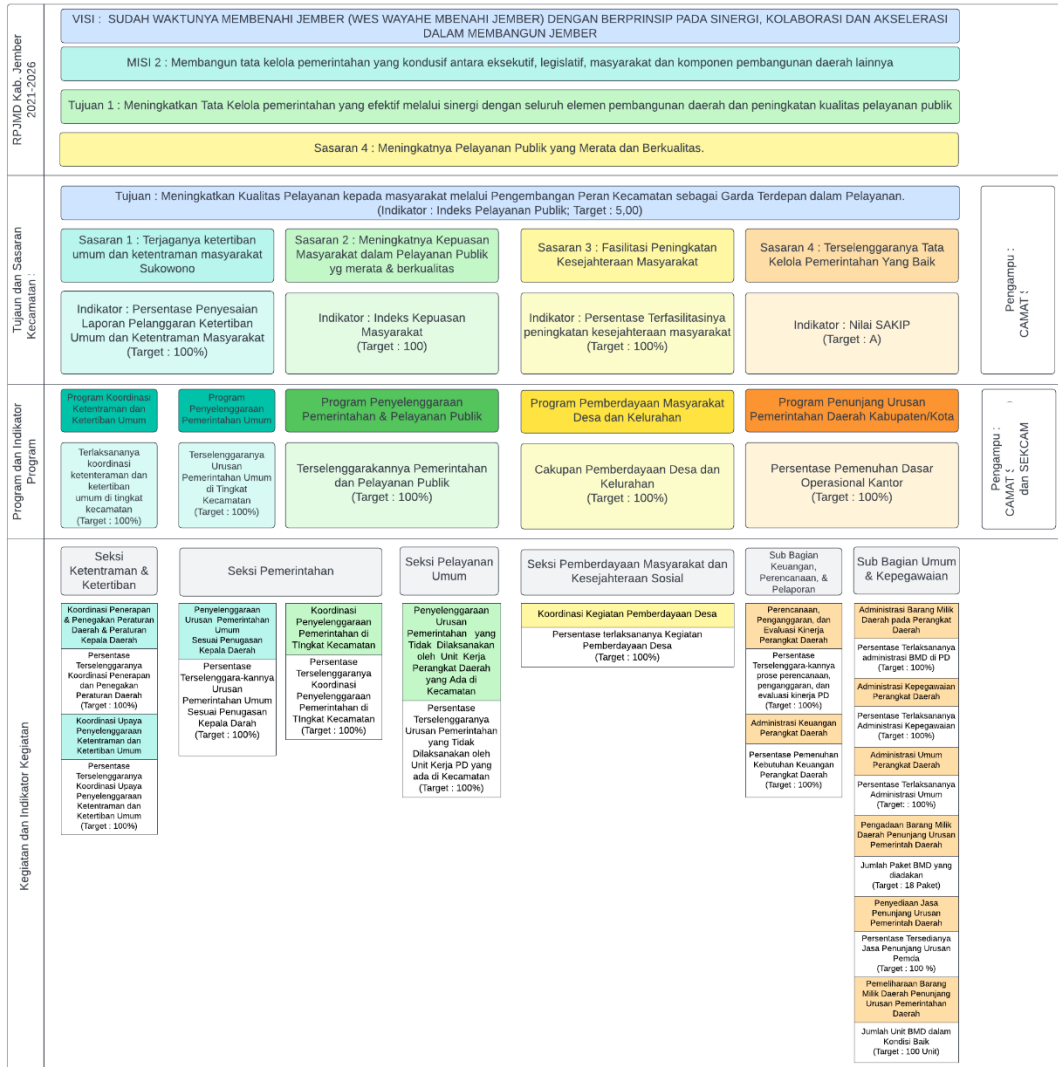 RPJMD Kab. Jember
2021-2026
VISI : SUDAH WAKTUNYA MEMBENAHI JEMBER (WES WAYAHE MBENAHI JEMBER) DENGAN BERPRINSIP PADA SINERGI, KOLABORASI DAN AKSELERASI
DALAM MEMBANGUN JEMBER
MISI 2 : Membangun tata kelola pemerintahan yang kondusif antara eksekutif, legislatif, masyarakat dan komponen pembangunan daerah lainnya
Tujuan 1 : Meningkatkan Tata Kelola pemerintahan yang efektif melalui sinergi dengan seluruh elemen pembangunan daerah dan peningkatan kualitas pelayanan publik
Sasaran 4 : Meningkatnya Pelayanan Publik yang Merata dan Berkualitas.
Tujaun dan Sasaran
Kecamatan :
Tujuan : Meningkatkan Kualitas Pelayanan kepada masyarakat melalui Pengembangan Peran Kecamatan sebagai Garda Terdepan dalam Pelayanan.
(Indikator : Indeks Pelayanan Publik; Target : 5,00)
Sasaran 1 : Terjaganya ketertiban
umum dan ketentraman masyarakat
Sukowono
Sasaran 2 : Meningkatnya Kepuasan
Masyarakat dalam Pelayanan Publik
yg merata & berkualitas
Sasaran 3 : Fasilitasi Peningkatan
Kesejahteraan Masyarakat
Sasaran 4 : Terselenggaranya Tata
Kelola Pemerintahan Yang Baik
Indikator : Persentase Penyesaian
Laporan Pelanggaran Ketertiban
Umum dan Ketentraman Masyarakat
(Target : 100%)
Indikator : Indeks Kepuasan
Masyarakat
(Target : 100)
Indikator : Persentase Terfasilitasinya
peningkatan kesejahteraan masyarakat
(Target : 100%)
Indikator : Nilai SAKIP
(Target : A)
Pengampu :
CAMAT
Program dan Indikator
Program
Program Koordinasi
Ketentraman dan
Ketertiban Umum
Program
Penyelenggaraan
Pemerintahan Umum
Program Penyelenggaraan
Pemerintahan & Pelayanan Publik
Program Pemberdayaan Masyarakat
Desa dan Kelurahan
Program Penunjang Urusan
Pemerintahan Daerah Kabupaten/Kota
Terlaksananya
koordinasi
ketenteraman dan
ketertiban
umum di tingkat
kecamatan
(Target : 100%)
Terselenggaranya
Urusan
Pemerintahan Umum
di Tingkat
Kecamatan
(Target : 100%)
Terselenggarakannya Pemerintahan
dan Pelayanan Publik
(Target : 100%)
Cakupan Pemberdayaan Desa dan
Kelurahan
(Target : 100%)
Persentase Pemenuhan Dasar
Operasional Kantor
(Target : 100%)
Pengampu :
CAMAT
dan SEKCAM
Kegiatan dan Indikator Kegiatan
Seksi
Ketentraman &
Ketertiban
Koordinasi Penerapan
& Penegakan Peraturan
Daerah & Peraturan
Kepala Daerah
Persentase
Terselenggaranya
Koordinasi Penerapan
dan Penegakan
Peraturan Daerah
(Target : 100%)
Koordinasi Upaya
Penyelenggaraan
Ketentraman dan
Ketertiban Umum
Persentase
Terselenggaranya
Koordinasi Upaya
Penyelenggaraan
Ketentraman dan
Ketertiban Umum
(Target : 100%)
Seksi Pemerintahan
Penyelenggaraan
Urusan Pemerintahan
Umum
Sesuai Penugasan
Kepala Daerah
Persentase
Terselenggara-kannya
Urusan
Pemerintahan Umum
Sesuai Penugasan
Kepala Darah
(Target : 100%)
Koordinasi
Penyelenggaraan
Pemerintahan di
TIngkat Kecamatan
Persentase
Terselenggaranya
Koordinasi
Penyelenggaraan
Pemerintahan di
TIngkat Kecamatan
(Target : 100%)
Seksi Pelayanan
Umum
Penyelenggaraan
Urusan
Pemerintahan yang
Tidak Dilaksanakan
oleh Unit Kerja
Perangkat Daerah
yang Ada di
Kecamatan
Persentase
Terselenggaranya
Urusan Pemerintahan
yang Tidak
Dilaksanakan oleh
Unit Kerja PD yang
ada di Kecamatan
(Target : 100%)
Seksi Pemberdayaan Masyarakat dan
Kesejahteraan Sosial
Koordinasi Kegiatan Pemberdayaan Desa
Persentase terlaksananya Kegiatan
Pemberdayaan Desa
(Target : 100%)
Sub Bagian
Keuangan,
Perencanaan, &
Pelaporan
Perencanaan,
Penganggaran, dan
Evaluasi Kinerja
Perangkat Daerah
Persentase
Terselenggara-kannya
prose perencanaan,
penganggaran, dan
evaluasi kinerja PD
(Target : 100%)
Administrasi Keuangan
Perangkat Daerah
Persentase Pemenuhan
Kebutuhan Keuangan
Perangkat Daerah
(Target : 100%)
Sub Bagian Umum
& Kepegawaian
Administrasi Barang Milik
Daerah pada Perangkat
Daerah
Persentase Terlaksananya
administrasi BMD di PD
(Target : 100%)
Administrasi Kepegawaian
Perangkat Daerah
Persentase Terlaksananya
Administrasi Kepegawaian
(Target : 100%)
Administrasi Umum
Perangkat Daerah
Persentase Terlaksananya
Administrasi Umum
(Target: : 100%)
Pengadaan Barang Milik
Daerah Penunjang Urusan
Pemerintah Daerah
Jumlah Paket BMD yang
diadakan
(Target : 18 Paket)
Penyediaan Jasa
Penunjang Urusan
Pemerintah Daerah
Persentase Tersedianya
Jasa Penunjang Urusan
Pemda
(Target : 100 %)
Pemeliharaan Barang
Milik Daerah Penunjang
Urusan Pemerintahan
Daerah
Jumlah Unit BMD dalam
Kondisi Baik
(Target : 100 Unit)